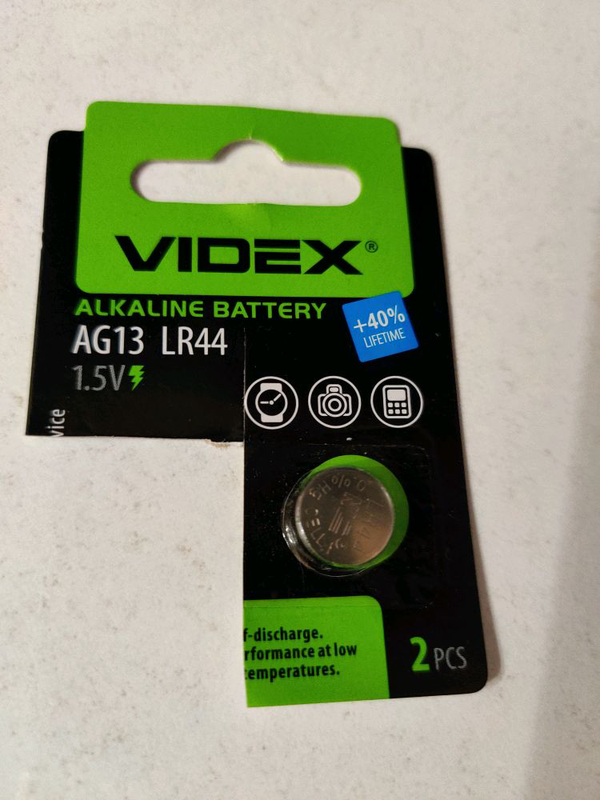 VIDEX®
ALKALINE BATTERY
AG13 LR44
1.5V
+40%
LIFETIME
vice
f-discharge.
rformance at low
temperatures.
2 PCS